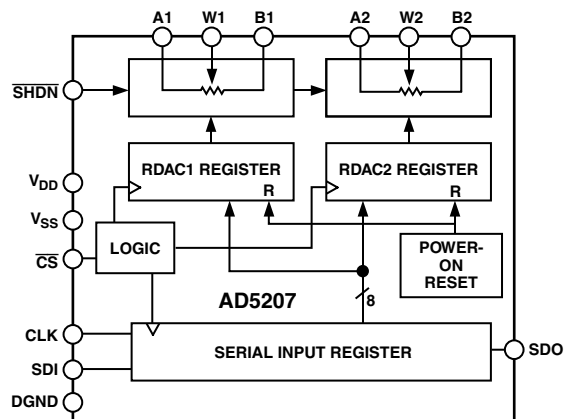 A1 W1 B1 A2 W2 B2
SHDN
RDAC1 REGISTER
R
RDAC2 REGISTER
R
VDD
VSS
CS
LOGIC
POWER-
ON
RESET
8
AD5207
CLK
SDI
DGND
SERIAL INPUT REGISTER
SDO